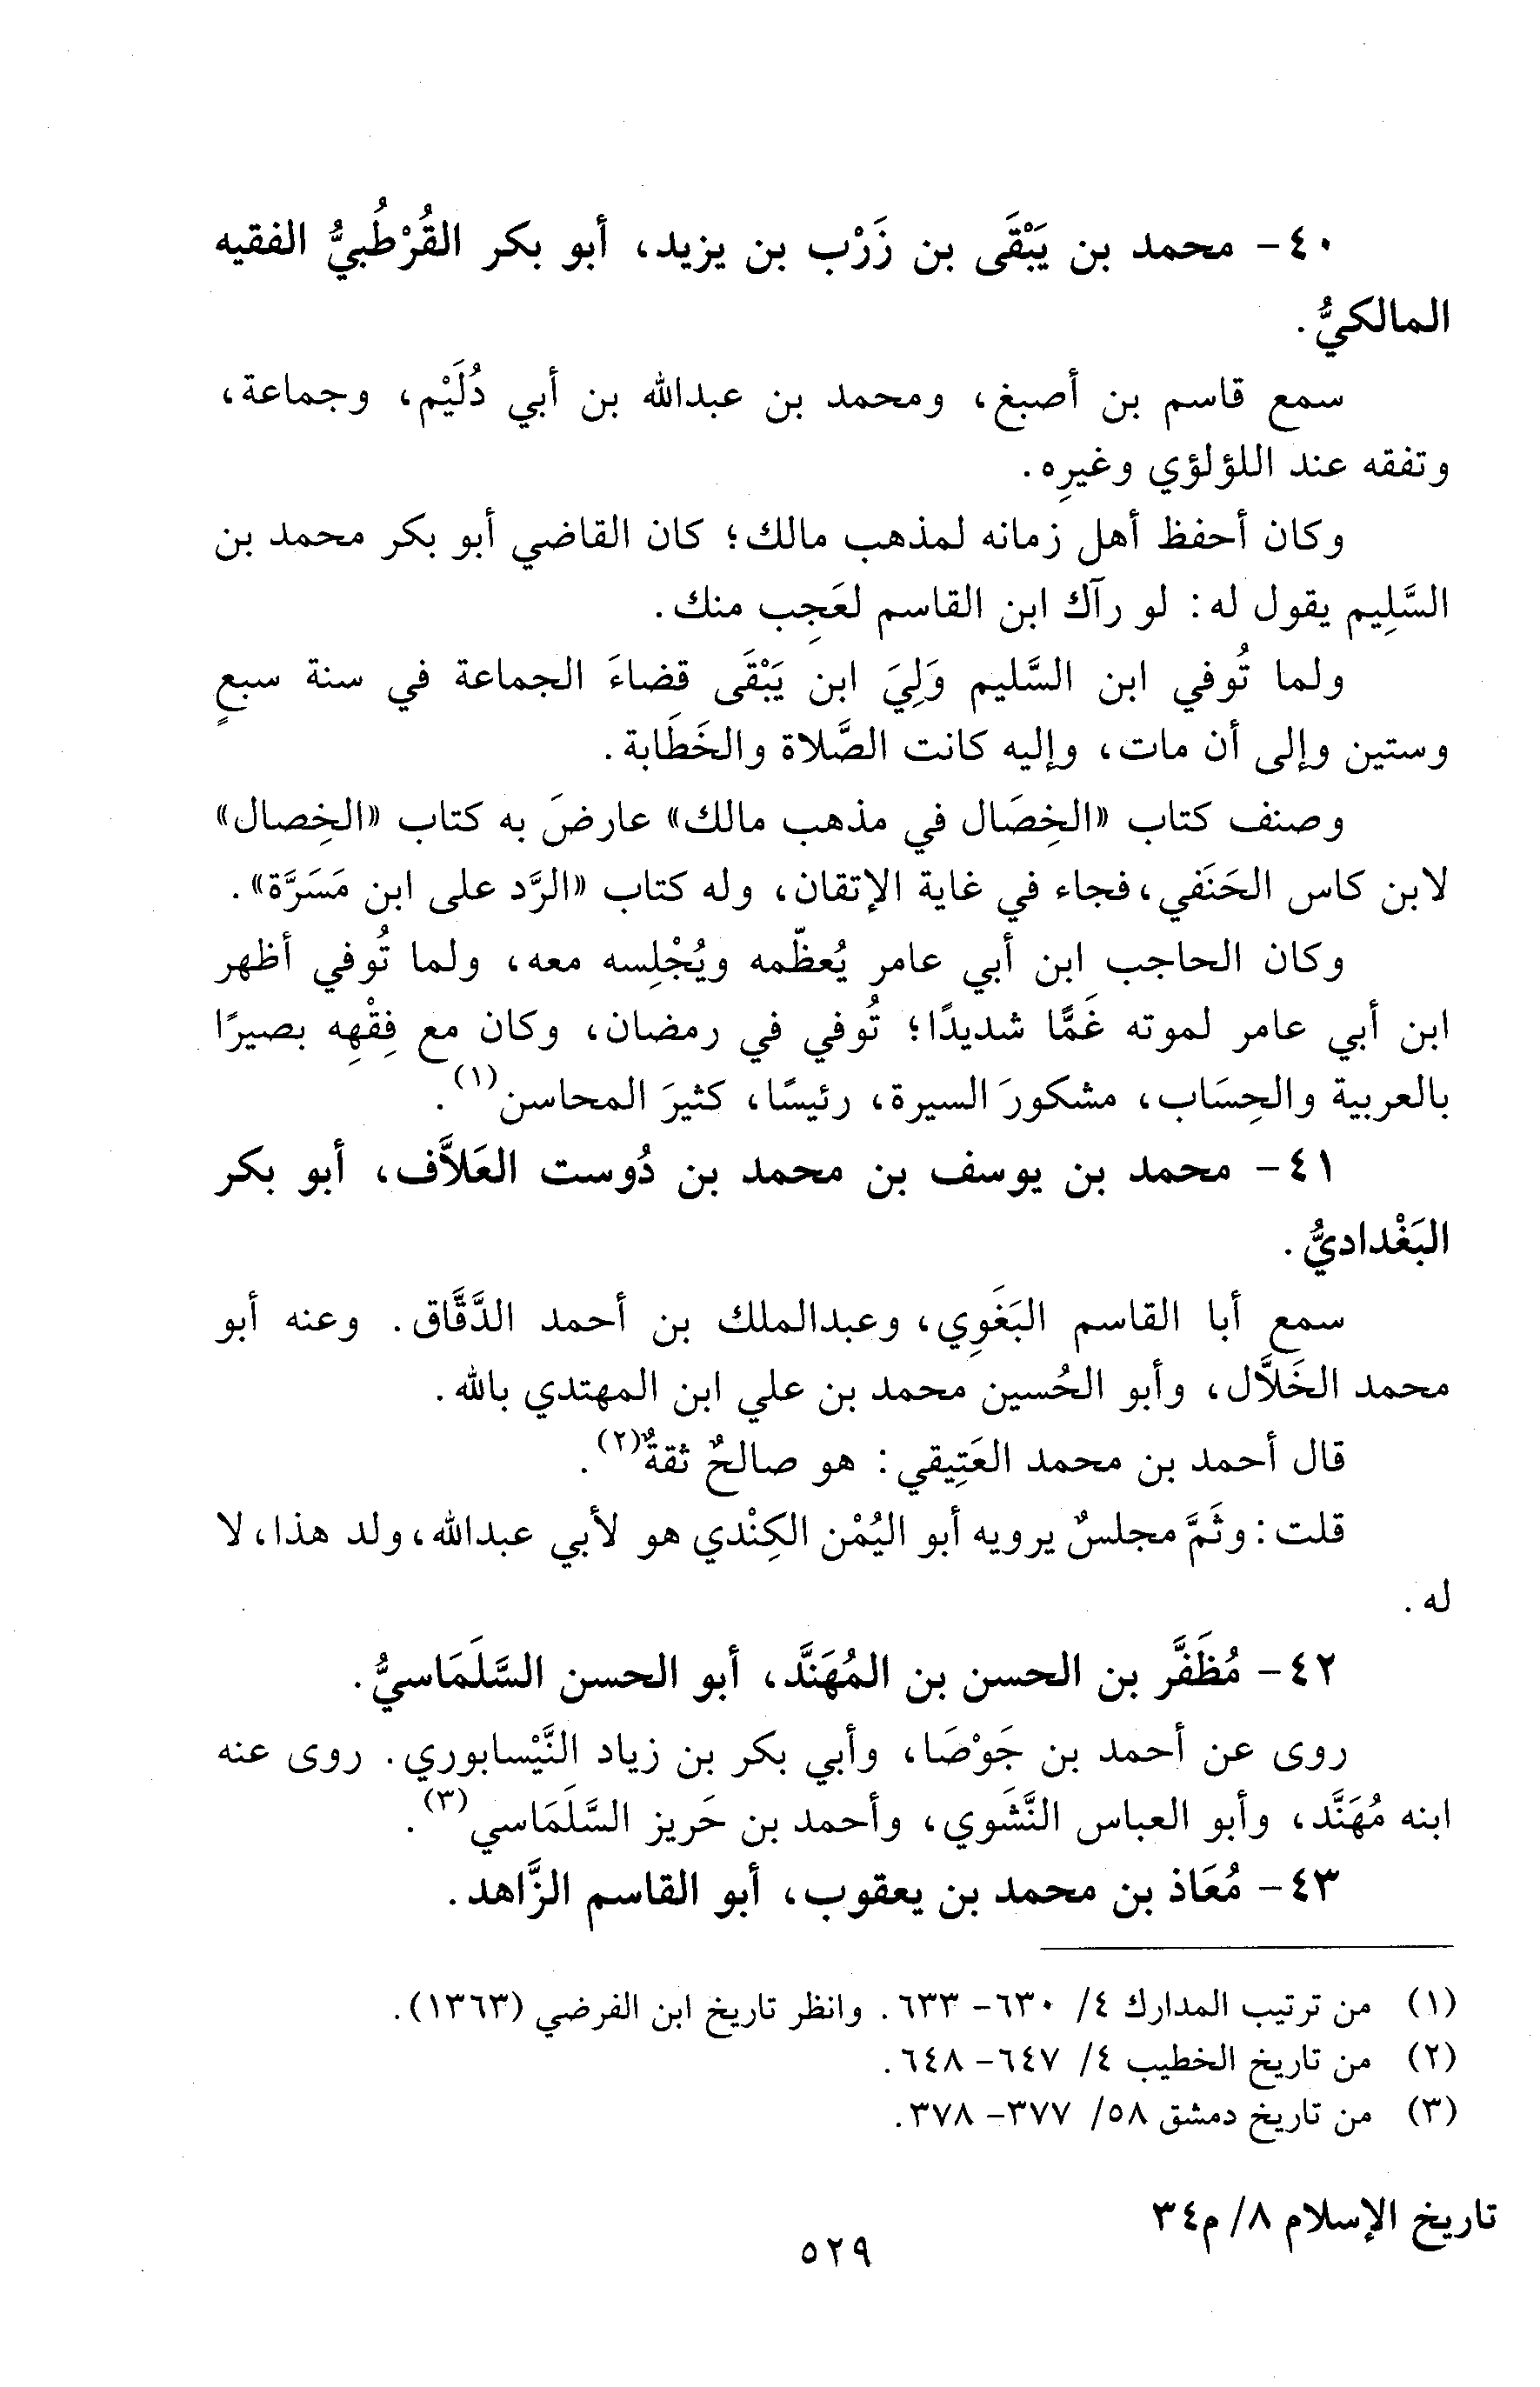 ٤٠- محمد بن يَبْقَى بن زَرْب بن يزيد، أبو بكر القُرْطُبيُّ الفقيه
المالكيُّ.
سمع قاسم بن أصبغ، ومحمد بن عبدالله بن أبي دُلَيْم، وجماعة،
وتفقه عند اللؤلؤي وغيرِه.
وكان أحفظ أهل زمانه لمذهب مالك؛ كان القاضي أبو بكر محمد بن
السَّلِيم يقول له: لو رآك ابن القاسم لعَجِب منك.
ولما تُوفي ابن السَّليم وَلِيَ ابن يَبْقَى قضاءَ الجماعة في سنة سبعٍ
وستين وإلى أن مات، وإليه كانت الصَّلاة والخَطَابة.
وصنف كتاب «الخِصَال في مذهب مالك» عارضَ به كتاب «الخِصال»
لابن كاس الحَنَفي، فجاء في غاية الإتقان، وله كتاب «الرَّد على ابن مَسَرَّة».
وكان الحاجب ابن أبي عامر يُعظّمه ويُجْلِسه معه، ولما تُوفي أظهر
ابن أبي عامر لموته غَمًّا شديدًا؛ تُوفي في رمضان، وكان مع فِقْهِه بصيرًا
بالعربية والحِسَاب، مشكورَ السيرة، رئيسًا، كثيرَ المحاسن(١).
٤١- محمد بن يوسف بن محمد بن دُوست العَلاَّف، أبو بكر
البَغْداديُّ.
سمع أبا القاسم البَغَوِي، وعبدالملك بن أحمد الدَّقَّاق. وعنه أبو
محمد الخَلاَّل، وأبو الحُسين محمد بن علي ابن المهتدي بالله.
قال أحمد بن محمد العَتِيقي: هو صالحٌ ثقةٌ(٢).
قلت: وثَمَّ مجلسٌ يرويه أبو اليُمْن الكِنْدي هو لأبي عبدالله، ولد هذا، لا
له.
٤٢- مُظَفَّر بن الحسن بن المُهَنَّد، أبو الحسن السَّلَمَاسيُّ.
روى عن أحمد بن جَوْصَا، وأبي بكر بن زياد النَّيْسابوري. روى عنه
ابنه مُهَنَّد، وأبو العباس النَّشَوي، وأحمد بن حَريز السَّلَمَاسي(٣).
٤٣- مُعَاذ بن محمد بن يعقوب، أبو القاسم الزَّاهد.
(١) من ترتيب المدارك ٤/ ٦٣٠- ٦٣٣. وانظر تاريخ ابن الفرضي (١٣٦٣).
(٢) من تاريخ الخطيب ٤/ ٦٤٧- ٦٤٨.
(٣) من تاريخ دمشق ٥٨/ ٣٧٧- ٣٧٨.
تاريخ الإسلام ٨/ م٣٤
٥٢٩